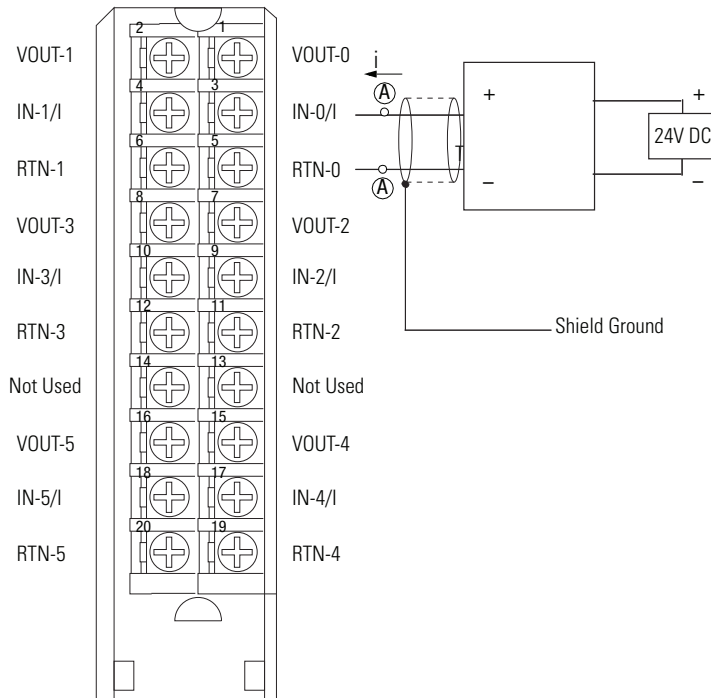 2 1
VOUT-1 VOUT-0
i
4 3
A
IN-1/I IN-0/I + +
24V DC
6 5
RTN-1 RTN-0 T
A – –
8 7
VOUT-3 VOUT-2
10 9
IN-3/I IN-2/I
12 11
RTN-3 RTN-2 Shield Ground
14 13
Not Used Not Used
16 15
VOUT-5 VOUT-4
18 17
IN-5/I IN-4/I
20 19
RTN-5 RTN-4